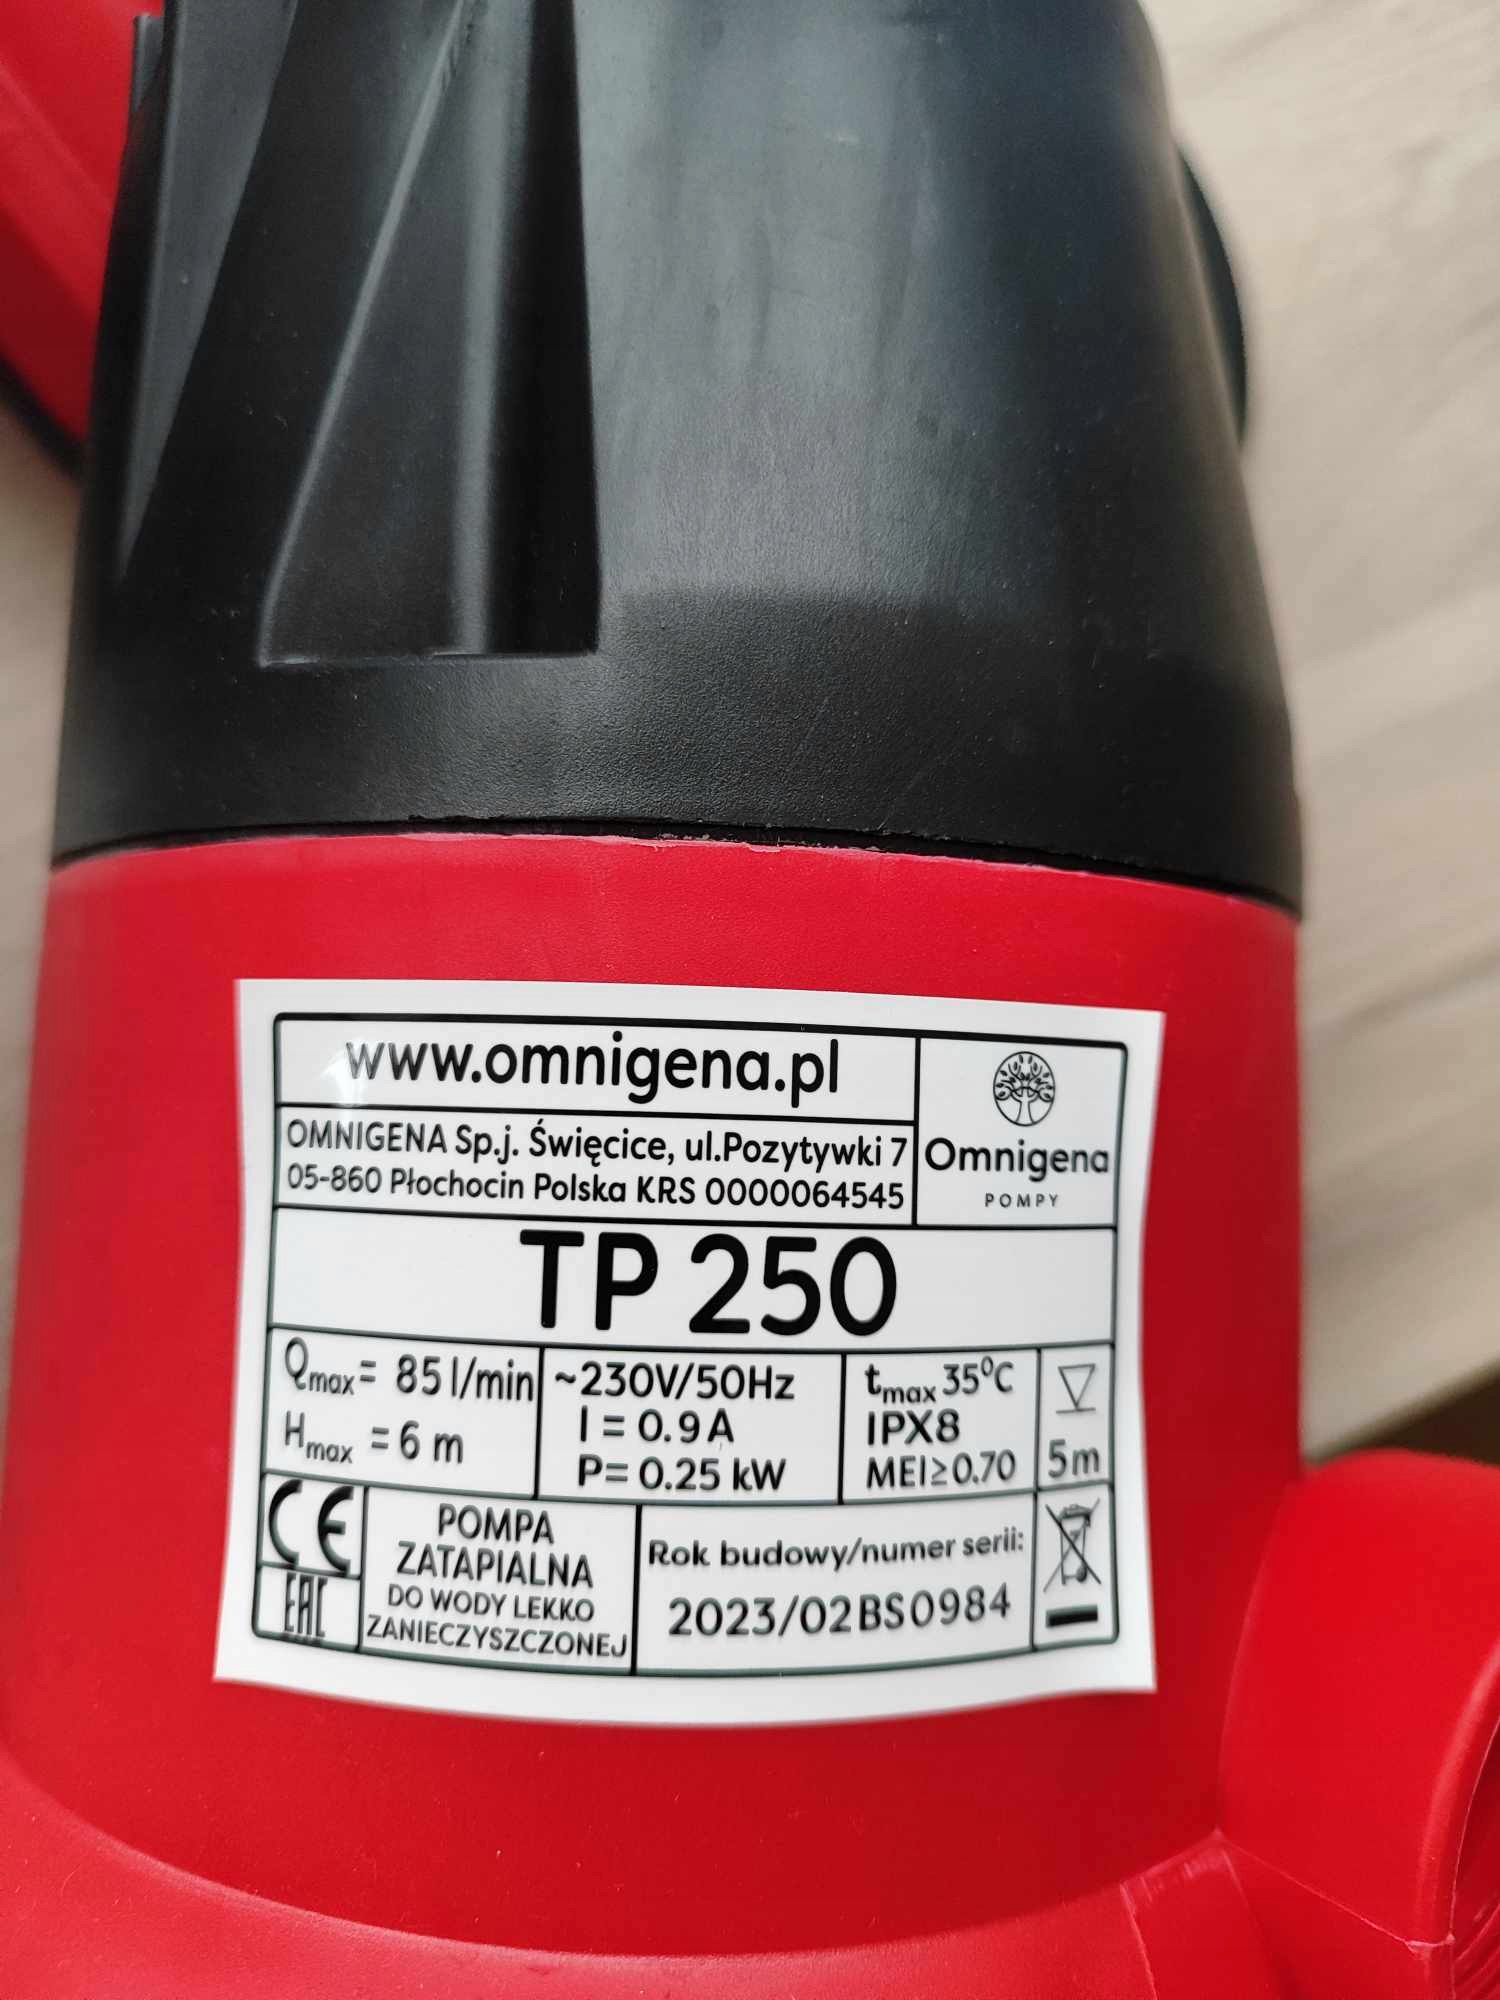 www.omnigena.pl
OMNIGENA Sp.j. Święcice, ul.Pozytywki 7
05-860 Płochocin Polska KRS 0000064545
Omnigena
POMPY
TP 250
Qmax= 85 l/min
Hmax =6 m
~230V/50Hz
I = 0.9 A
P= 0.25 kW
tmax 35⁰C
IPX8
MEI≥0.70
5m
CE
EAC
POMPA
ZATAPIALNA
DO WODY LEKKO
ZANIECZYSZCZONEJ
Rok budowy/numer serii:
2023/02BS0984